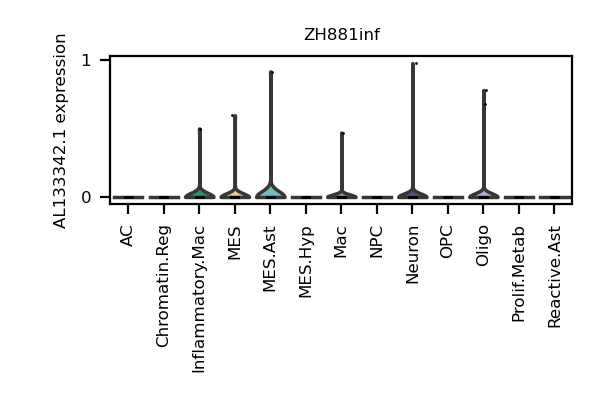 ZH881inf
AL133342.1 expression
1
0
AC
Chromatin.Reg
Inflammatory.Mac
MES
MES.Ast
MES.Hyp
Mac
NPC
Neuron
OPC
Oligo
Prolif.Metab
Reactive.Ast